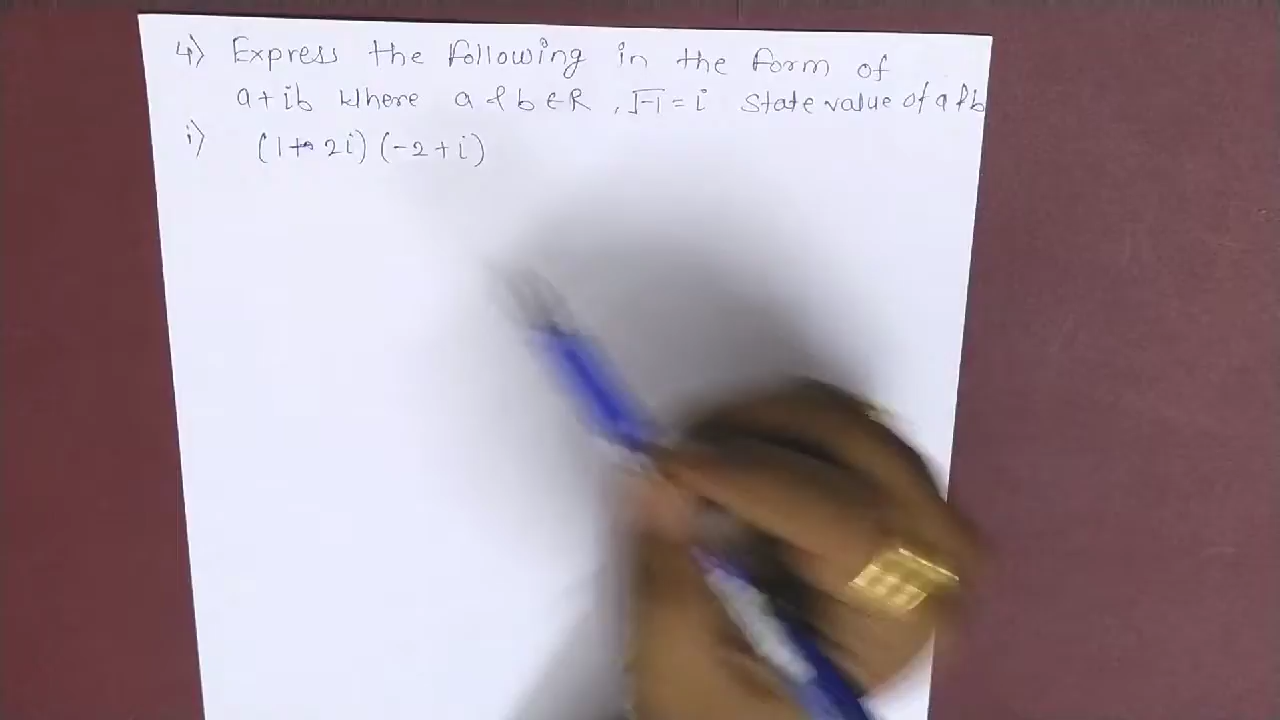 4) Express the following in the form of
a+ib Where a & b ∈ R , √-1 = i State value of a & b
i) (1+ 2i) (-2+i)